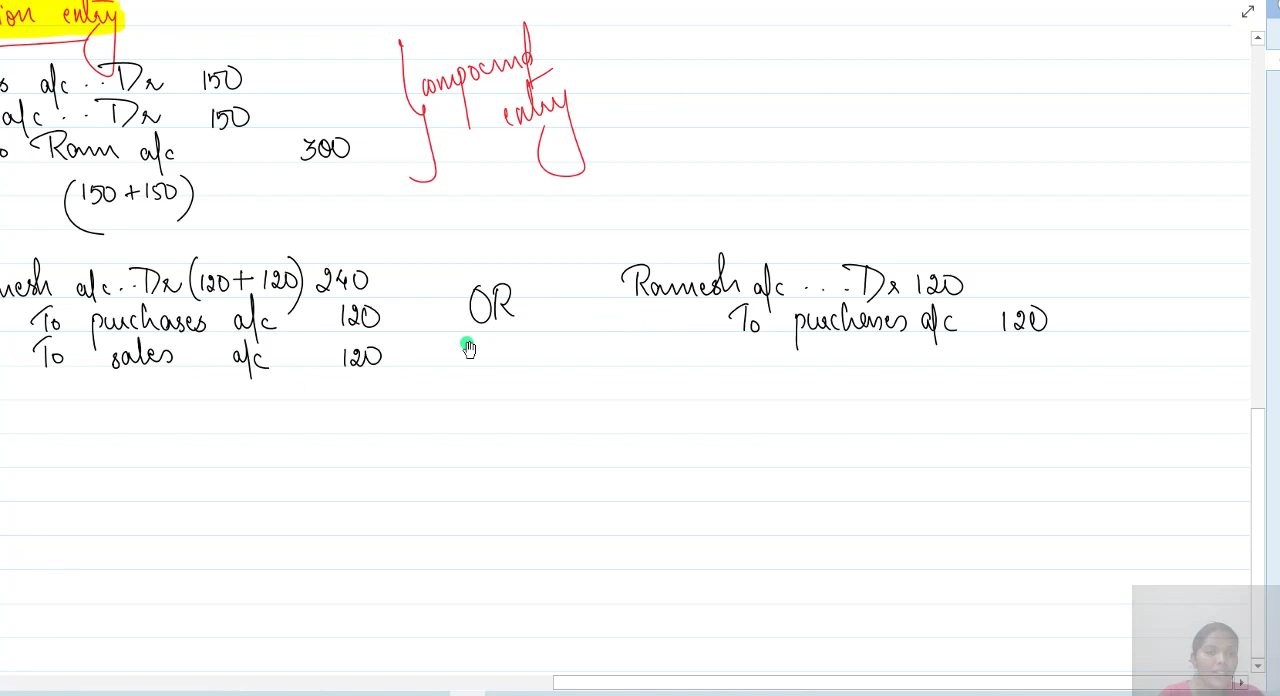 entry
a/c ... Dr 150
a/c ... Dr 150
Ram a/c 300
(150 + 150)
Compound
entry
a/c ... Dr (120 + 120) 240
To purchases a/c 120
To sales a/c 120
OR
Ramesh a/c ... Dr 120
To purchases a/c 120